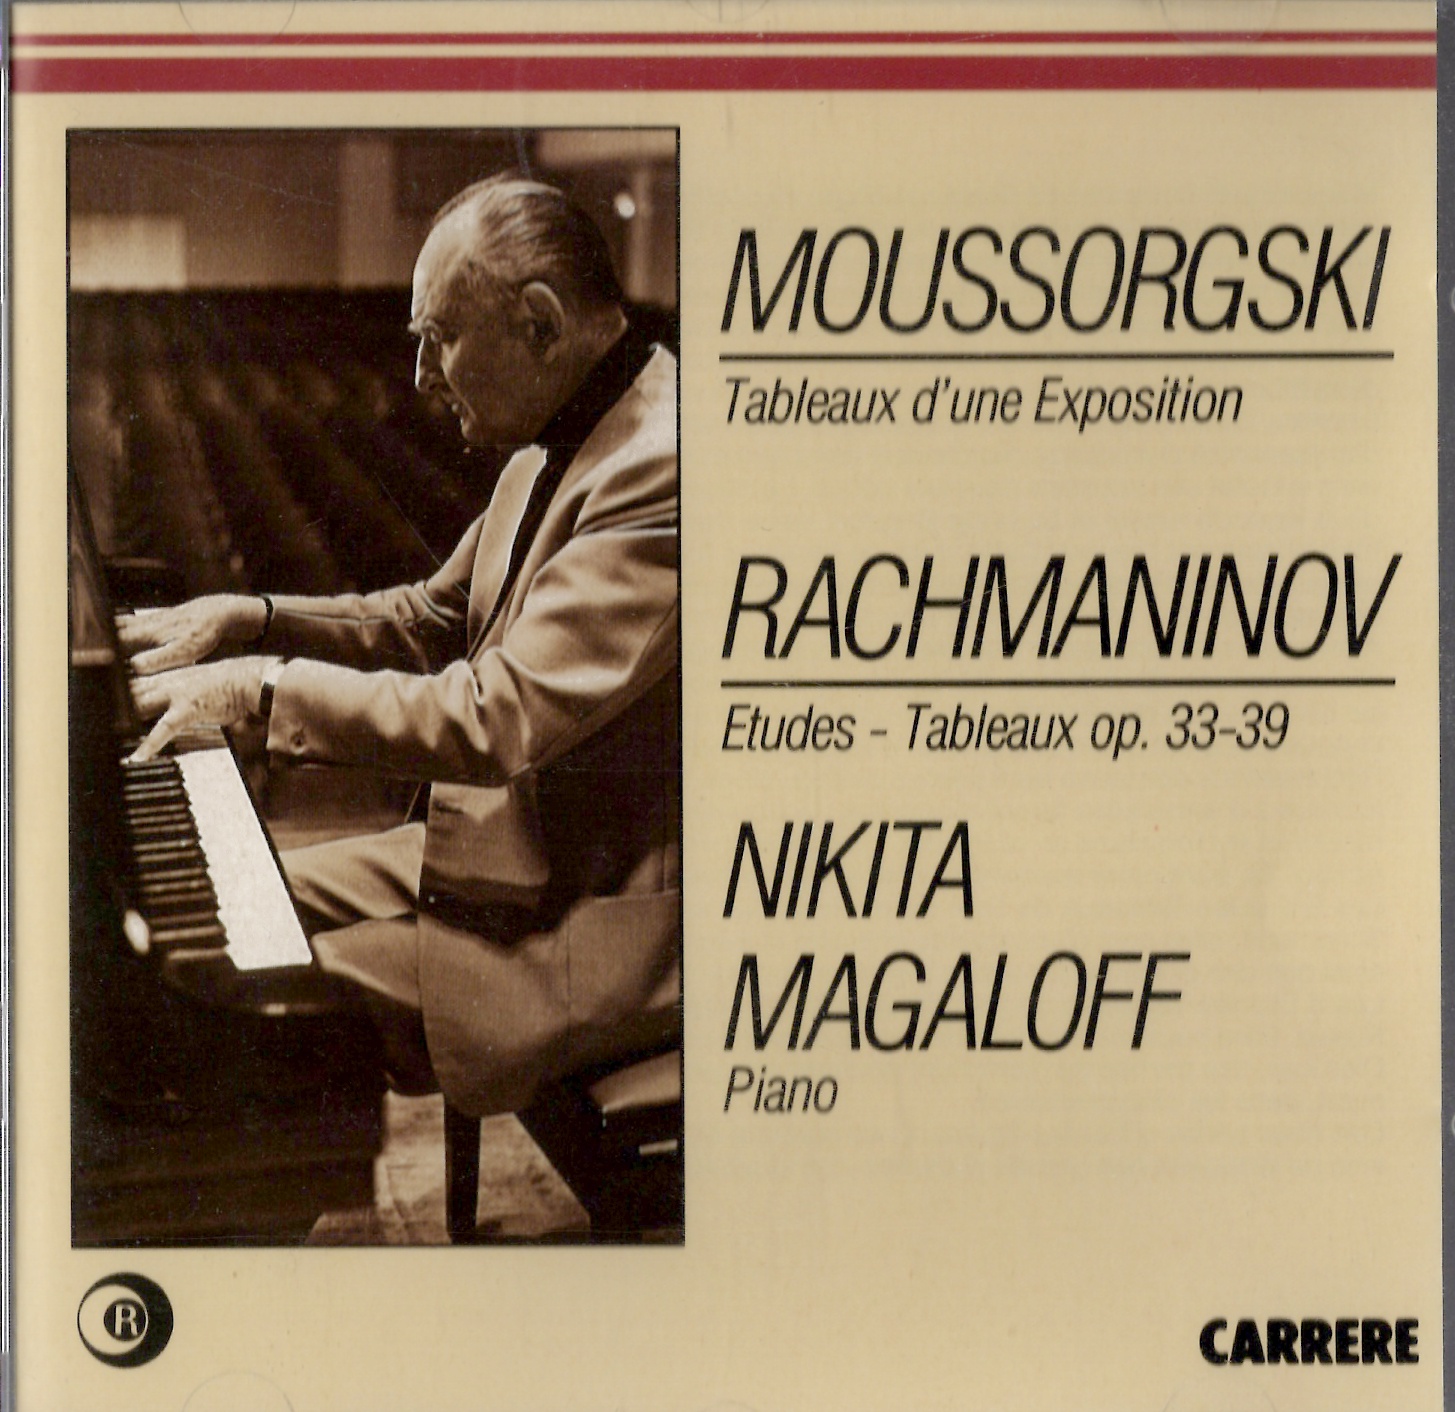 MOUSSORGSKI
Tableaux d'une Exposition
RACHMANINOV
Etudes - Tableaux op. 33-39
NIKITA
MAGALOFF
Piano
R
CARRERE